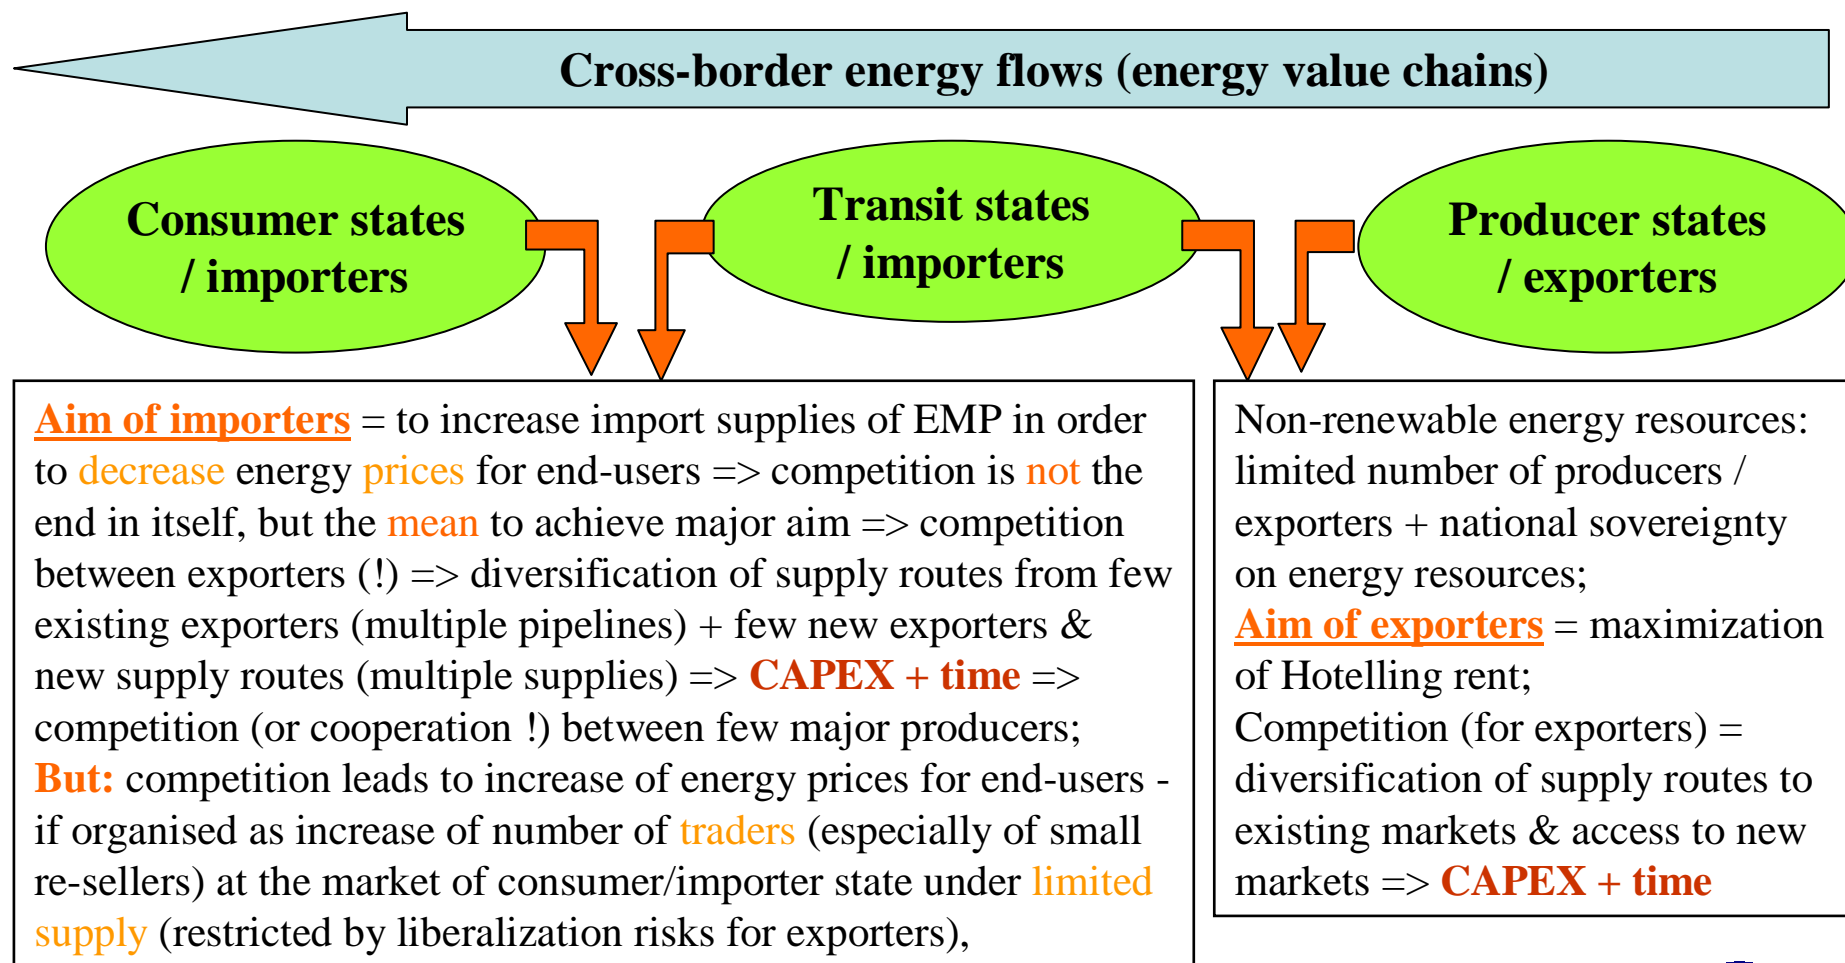 Cross-border energy flows (energy value chains)
Consumer states
/ importers
Transit states
/ importers
Producer states
/ exporters
Aim of importers = to increase import supplies of EMP in order
to decrease energy prices for end-users => competition is not the
end in itself, but the mean to achieve major aim => competition
between exporters (!) => diversification of supply routes from few
existing exporters (multiple pipelines) + few new exporters &
new supply routes (multiple supplies) => CAPEX + time =>
competition (or cooperation !) between few major producers;
But: competition leads to increase of energy prices for end-users -
if organised as increase of number of traders (especially of small
re-sellers) at the market of consumer/importer state under limited
supply (restricted by liberalization risks for exporters),
Non-renewable energy resources:
limited number of producers /
exporters + national sovereignty
on energy resources;
Aim of exporters = maximization
of Hotelling rent;
Competition (for exporters) =
diversification of supply routes to
existing markets & access to new
markets => CAPEX + time